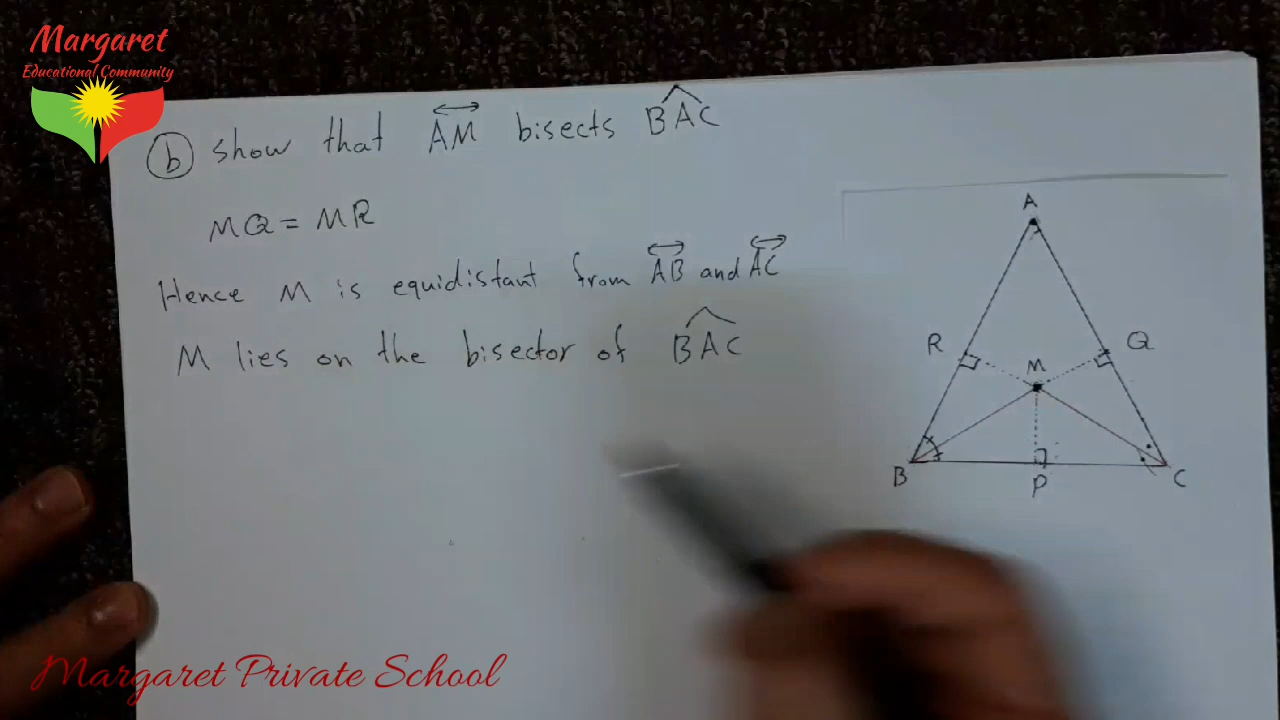 Margaret
Educational Community
b show that AM bisects BAC
MQ = MR
Hence M is equidistant from AB and AC
M lies on the bisector of BAC
A
R
Q
M
B
P
C
Margaret Private School